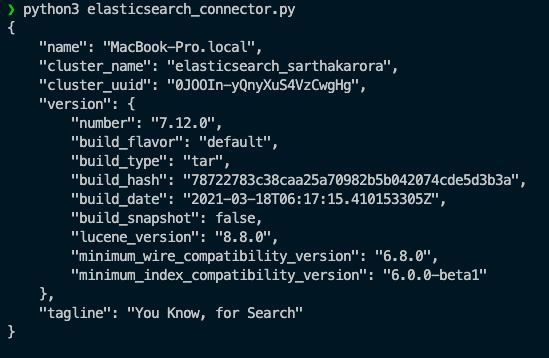 ❯ python3 elasticsearch_connector.py
{
    "name": "MacBook-Pro.local",
    "cluster_name": "elasticsearch_sarthakarora",
    "cluster_uuid": "0JOOIn-yQnyXuS4VzCwgHg",
    "version": {
        "number": "7.12.0",
        "build_flavor": "default",
        "build_type": "tar",
        "build_hash": "78722783c38caa25a70982b5b042074cde5d3b3a",
        "build_date": "2021-03-18T06:17:15.410153305Z",
        "build_snapshot": false,
        "lucene_version": "8.8.0",
        "minimum_wire_compatibility_version": "6.8.0",
        "minimum_index_compatibility_version": "6.0.0-beta1"
    },
    "tagline": "You Know, for Search"
}